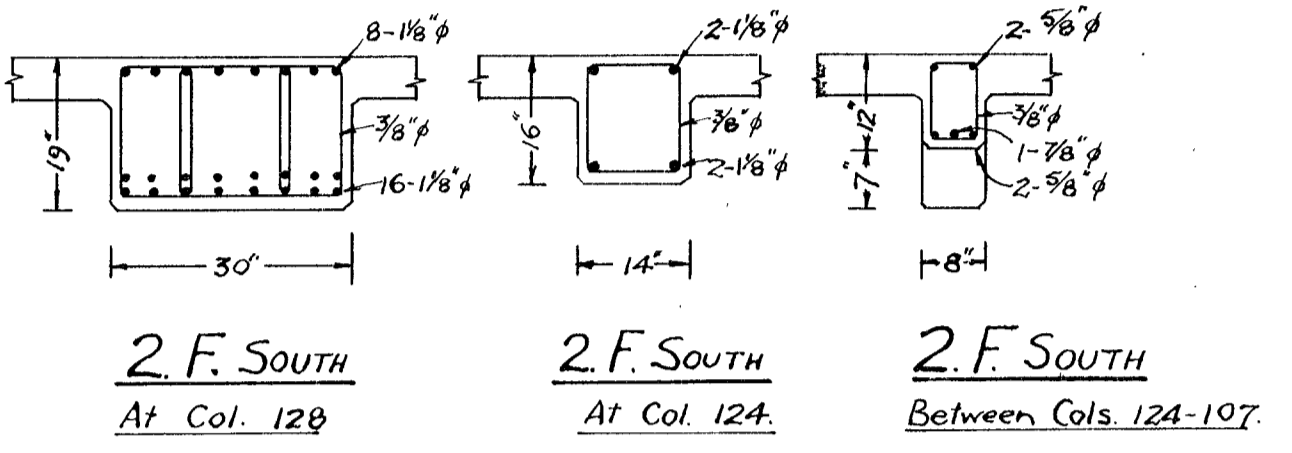 8-1⅛"φ
3/8"φ
16-1⅛"φ
19"
30"
2. F. SOUTH
At Col. 128
2-1⅛"φ
3/8"φ
2-1⅛"φ
16"
14"
2. F. SOUTH
At Col. 124.
2-5/8"φ
3/8"φ
1-7/8"φ
2-5/8"φ
12"
7"
8"
2. F. SOUTH
Between Cols. 124-107.